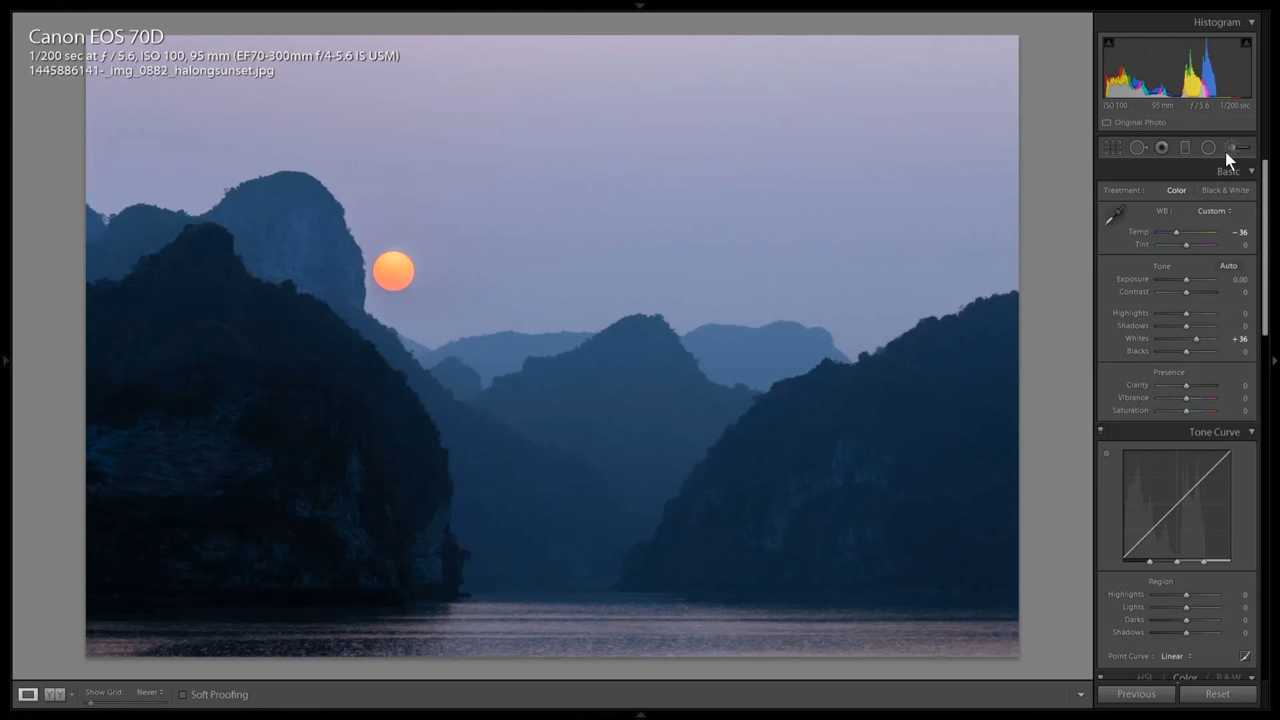 Canon EOS 70D
1/200 sec at ƒ / 5.6, ISO 100, 95 mm (EF70-300mm f/4-5.6 IS USM)
1445886141-_img_0882_halongsunset.jpg
Histogram
ISO 100 95 mm ƒ / 5.6 1/200 sec
Original Photo
Basic
Treatment : Color Black & White
WB : Custom
Temp – 36
Tint 0
Tone Auto
Exposure 0.00
Contrast 0
Highlights 0
Shadows 0
Whites + 36
Blacks 0
Presence
Clarity 0
Vibrance 0
Saturation 0
Tone Curve
Region
Highlights 0
Lights 0
Darks 0
Shadows 0
Point Curve : Linear
HSL / Color / B&W
Previous Reset
Show Grid: Never Soft Proofing